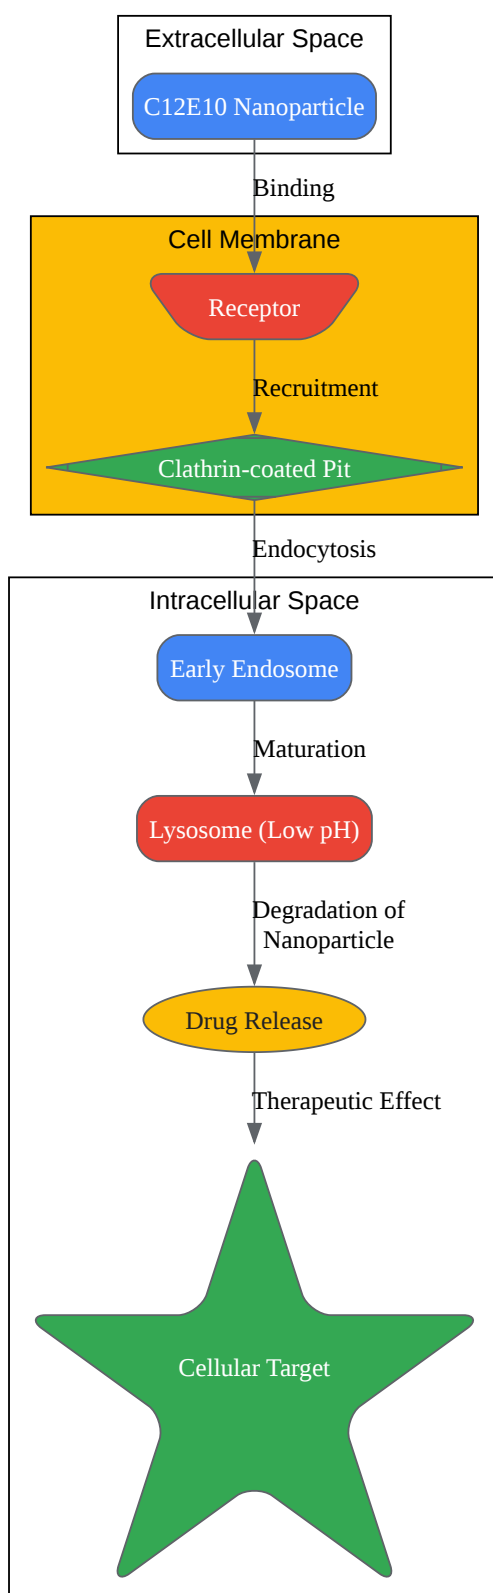 Extracellular Space
C12E10 Nanoparticle
Binding
Cell Membrane
Receptor
Recruitment
Clathrin-coated Pit
Endocytosis
Intracellular Space
Early Endosome
Maturation
Lysosome (Low pH)
Degradation of
Nanoparticle
Drug Release
Therapeutic Effect
Cellular Target